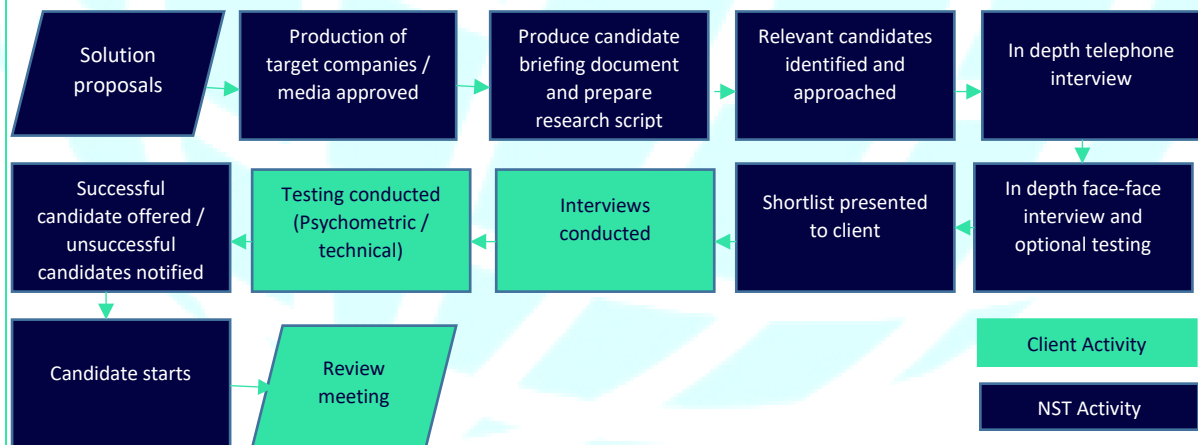 Solution
proposals
Production of
target companies /
media approved
Produce candidate
briefing document
and prepare
research script
Relevant candidates
identified and
approached
In depth telephone
interview
In depth face-face
interview and
optional testing
Shortlist presented
to client
Interviews
conducted
Testing conducted
(Psychometric /
technical)
Successful
candidate offered /
unsuccessful
candidates notified
Candidate starts
Review
meeting
Client Activity
NST Activity